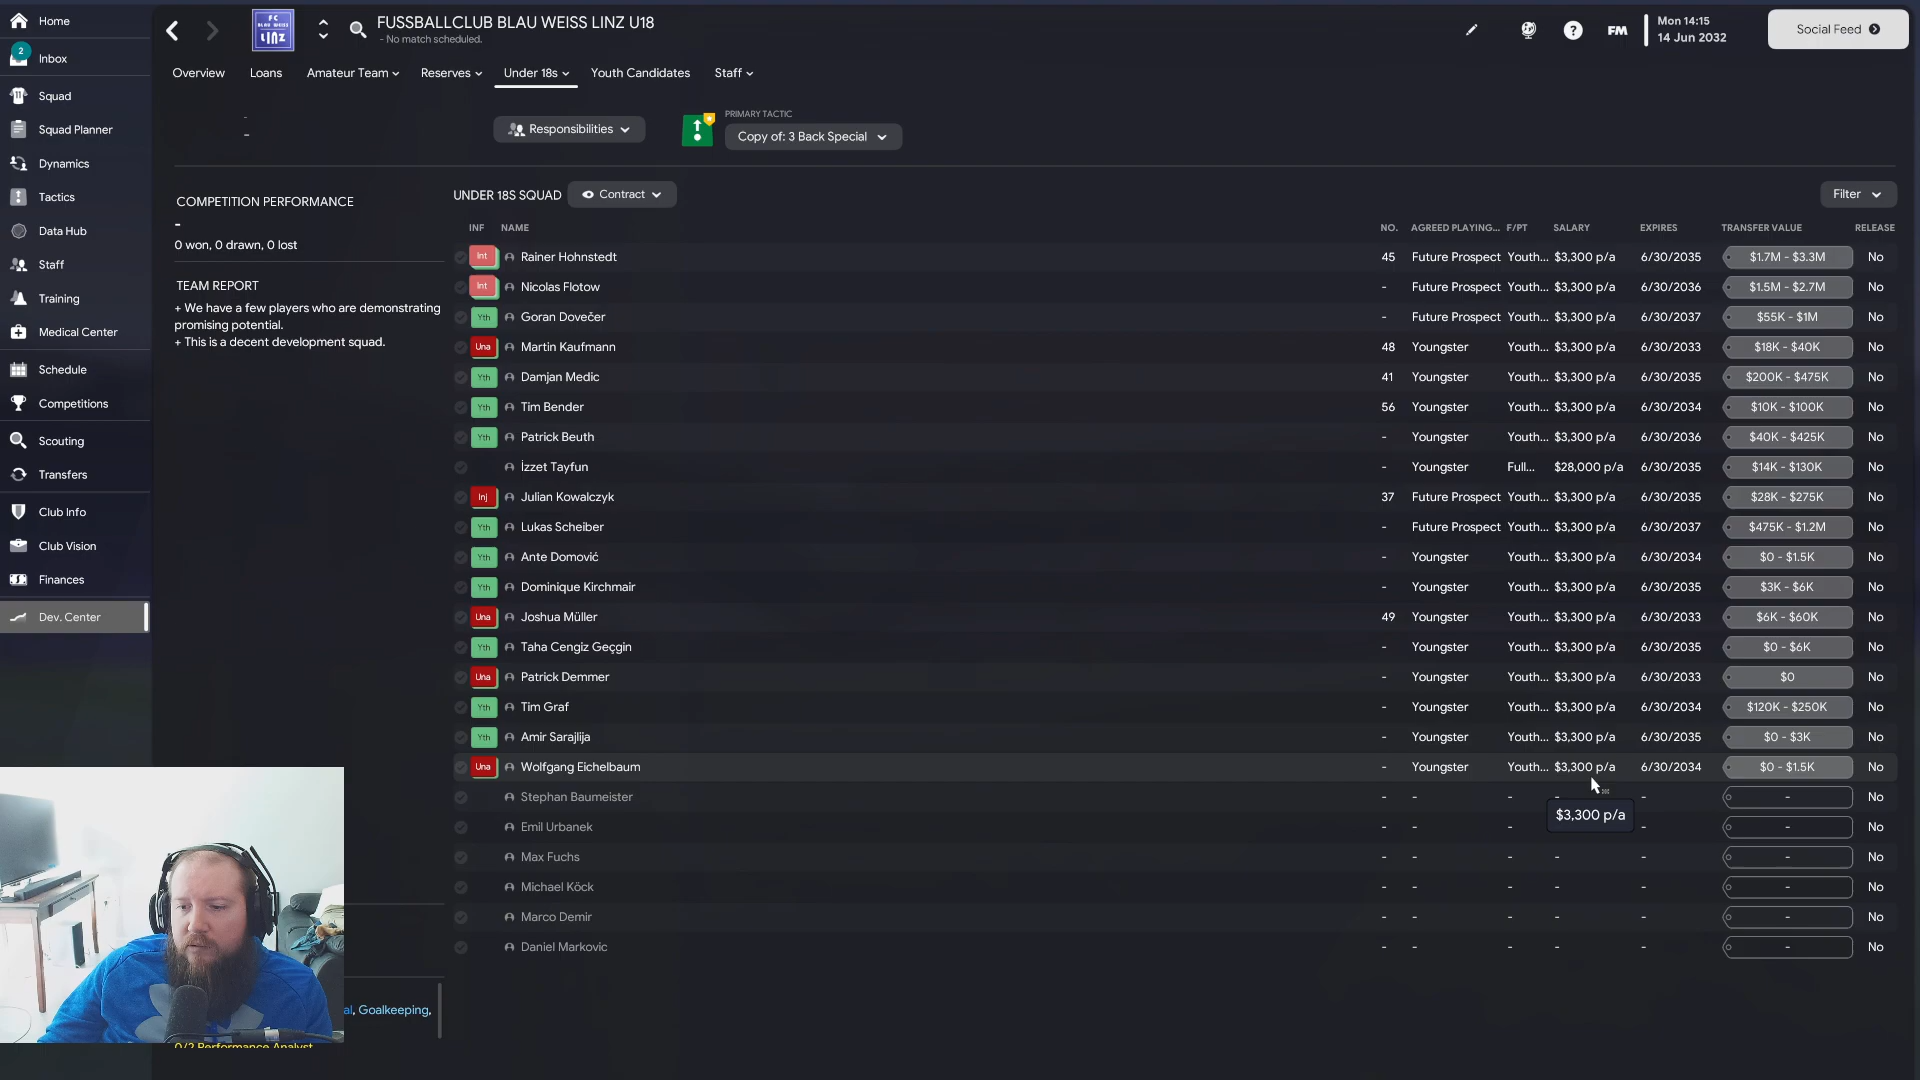 Home
2
Inbox
Squad
Squad Planner
Dynamics
Tactics
Data Hub
Staff
Training
Medical Center
Schedule
Competitions
Scouting
Transfers
Club Info
Club Vision
Finances
Dev. Center
FC
BLAU WEISS
LINZ
FUSSBALLCLUB BLAU WEISS LINZ U18
- No match scheduled.
FM
Mon 14:15
14 Jun 2032
Social Feed
Overview Loans Amateur Team Reserves Under 18s Youth Candidates Staff
-
-
Responsibilities
PRIMARY TACTIC
Copy of: 3 Back Special
COMPETITION PERFORMANCE
-
0 won, 0 drawn, 0 lost
TEAM REPORT
+ We have a few players who are demonstrating
promising potential.
+ This is a decent development squad.
al, Goalkeeping,
0/2 Performance Analyst
UNDER 18S SQUAD Contract Filter
INF NAME NO. AGREED PLAYING... F/PT SALARY EXPIRES TRANSFER VALUE RELEASE
Int Rainer Hohnstedt 45 Future Prospect Youth... $3,300 p/a 6/30/2035 $1.7M - $3.3M No
Int Nicolas Flotow - Future Prospect Youth... $3,300 p/a 6/30/2036 $1.5M - $2.7M No
Yth Goran Dovečer - Future Prospect Youth... $3,300 p/a 6/30/2037 $55K - $1M No
Una Martin Kaufmann 48 Youngster Youth... $3,300 p/a 6/30/2033 $18K - $40K No
Yth Damjan Medic 41 Youngster Youth... $3,300 p/a 6/30/2035 $200K - $475K No
Yth Tim Bender 56 Youngster Youth... $3,300 p/a 6/30/2034 $10K - $100K No
Yth Patrick Beuth - Youngster Youth... $3,300 p/a 6/30/2036 $40K - $425K No
İzzet Tayfun - Youngster Full... $28,000 p/a 6/30/2035 $14K - $130K No
Inj Julian Kowalczyk 37 Future Prospect Youth... $3,300 p/a 6/30/2035 $28K - $275K No
Yth Lukas Scheiber - Future Prospect Youth... $3,300 p/a 6/30/2037 $475K - $1.2M No
Yth Ante Domović - Youngster Youth... $3,300 p/a 6/30/2034 $0 - $1.5K No
Yth Dominique Kirchmair - Youngster Youth... $3,300 p/a 6/30/2035 $3K - $6K No
Una Joshua Müller 49 Youngster Youth... $3,300 p/a 6/30/2033 $6K - $60K No
Yth Taha Cengiz Geçgin - Youngster Youth... $3,300 p/a 6/30/2035 $0 - $6K No
Una Patrick Demmer - Youngster Youth... $3,300 p/a 6/30/2033 $0 No
Yth Tim Graf - Youngster Youth... $3,300 p/a 6/30/2034 $120K - $250K No
Yth Amir Sarajlija - Youngster Youth... $3,300 p/a 6/30/2035 $0 - $3K No
Una Wolfgang Eichelbaum - Youngster Youth... $3,300 p/a 6/30/2034 $0 - $1.5K No
Stephan Baumeister - - - - - - No
$3,300 p/a
Emil Urbanek - - - - - No
Max Fuchs - - - - - - No
Michael Köck - - - - - - No
Marco Demir - - - - - - No
Daniel Markovic - - - - - - No